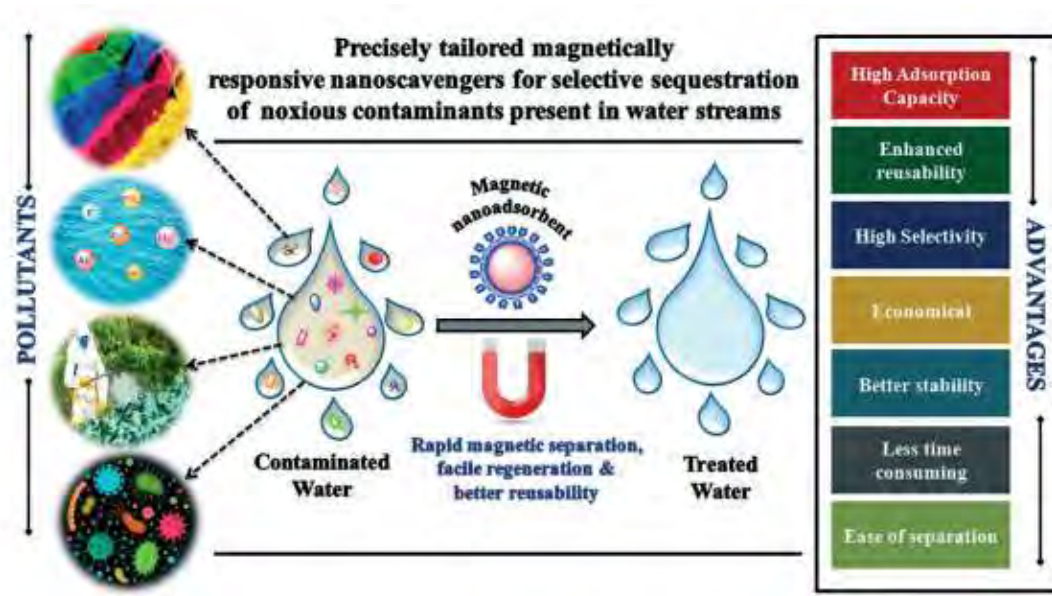 Precisely tailored magnetically
responsive nanoscavengers for selective sequestration
of noxious contaminants present in water streams
POLLUTANTS
Magnetic
nanoadsorbent
Contaminated
Water
Rapid magnetic separation,
facile regeneration &
better reusability
Treated
Water
High Adsorption
Capacity
Enhanced
reusability
High Selectivity
Economical
Better stability
Less time
consuming
Ease of separation
ADVANTAGES